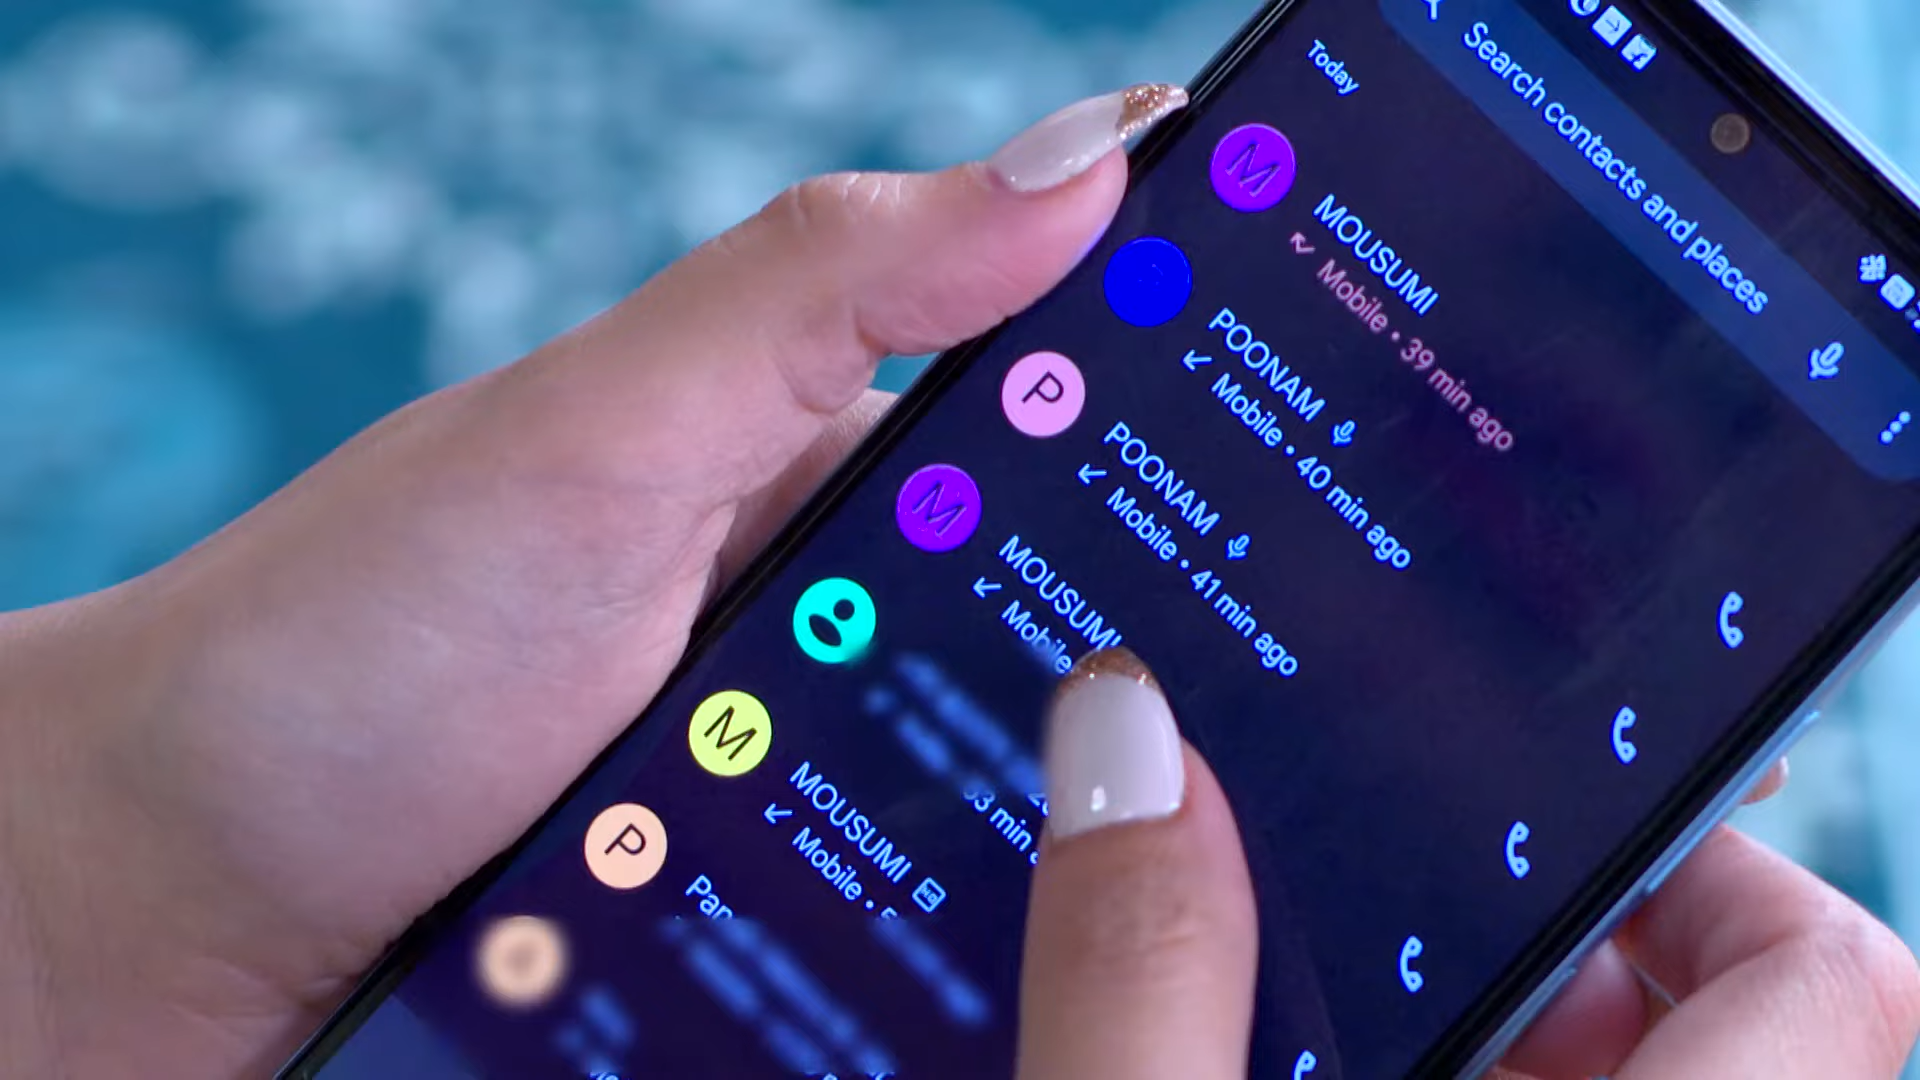 Search contacts and places
Today
M
MOUSUMI
Mobile • 39 min ago
POONAM
Mobile • 40 min ago
P
POONAM
Mobile • 41 min ago
M
MOUSUMI
Mobile
min
M
MOUSUMI
Mobile •
P